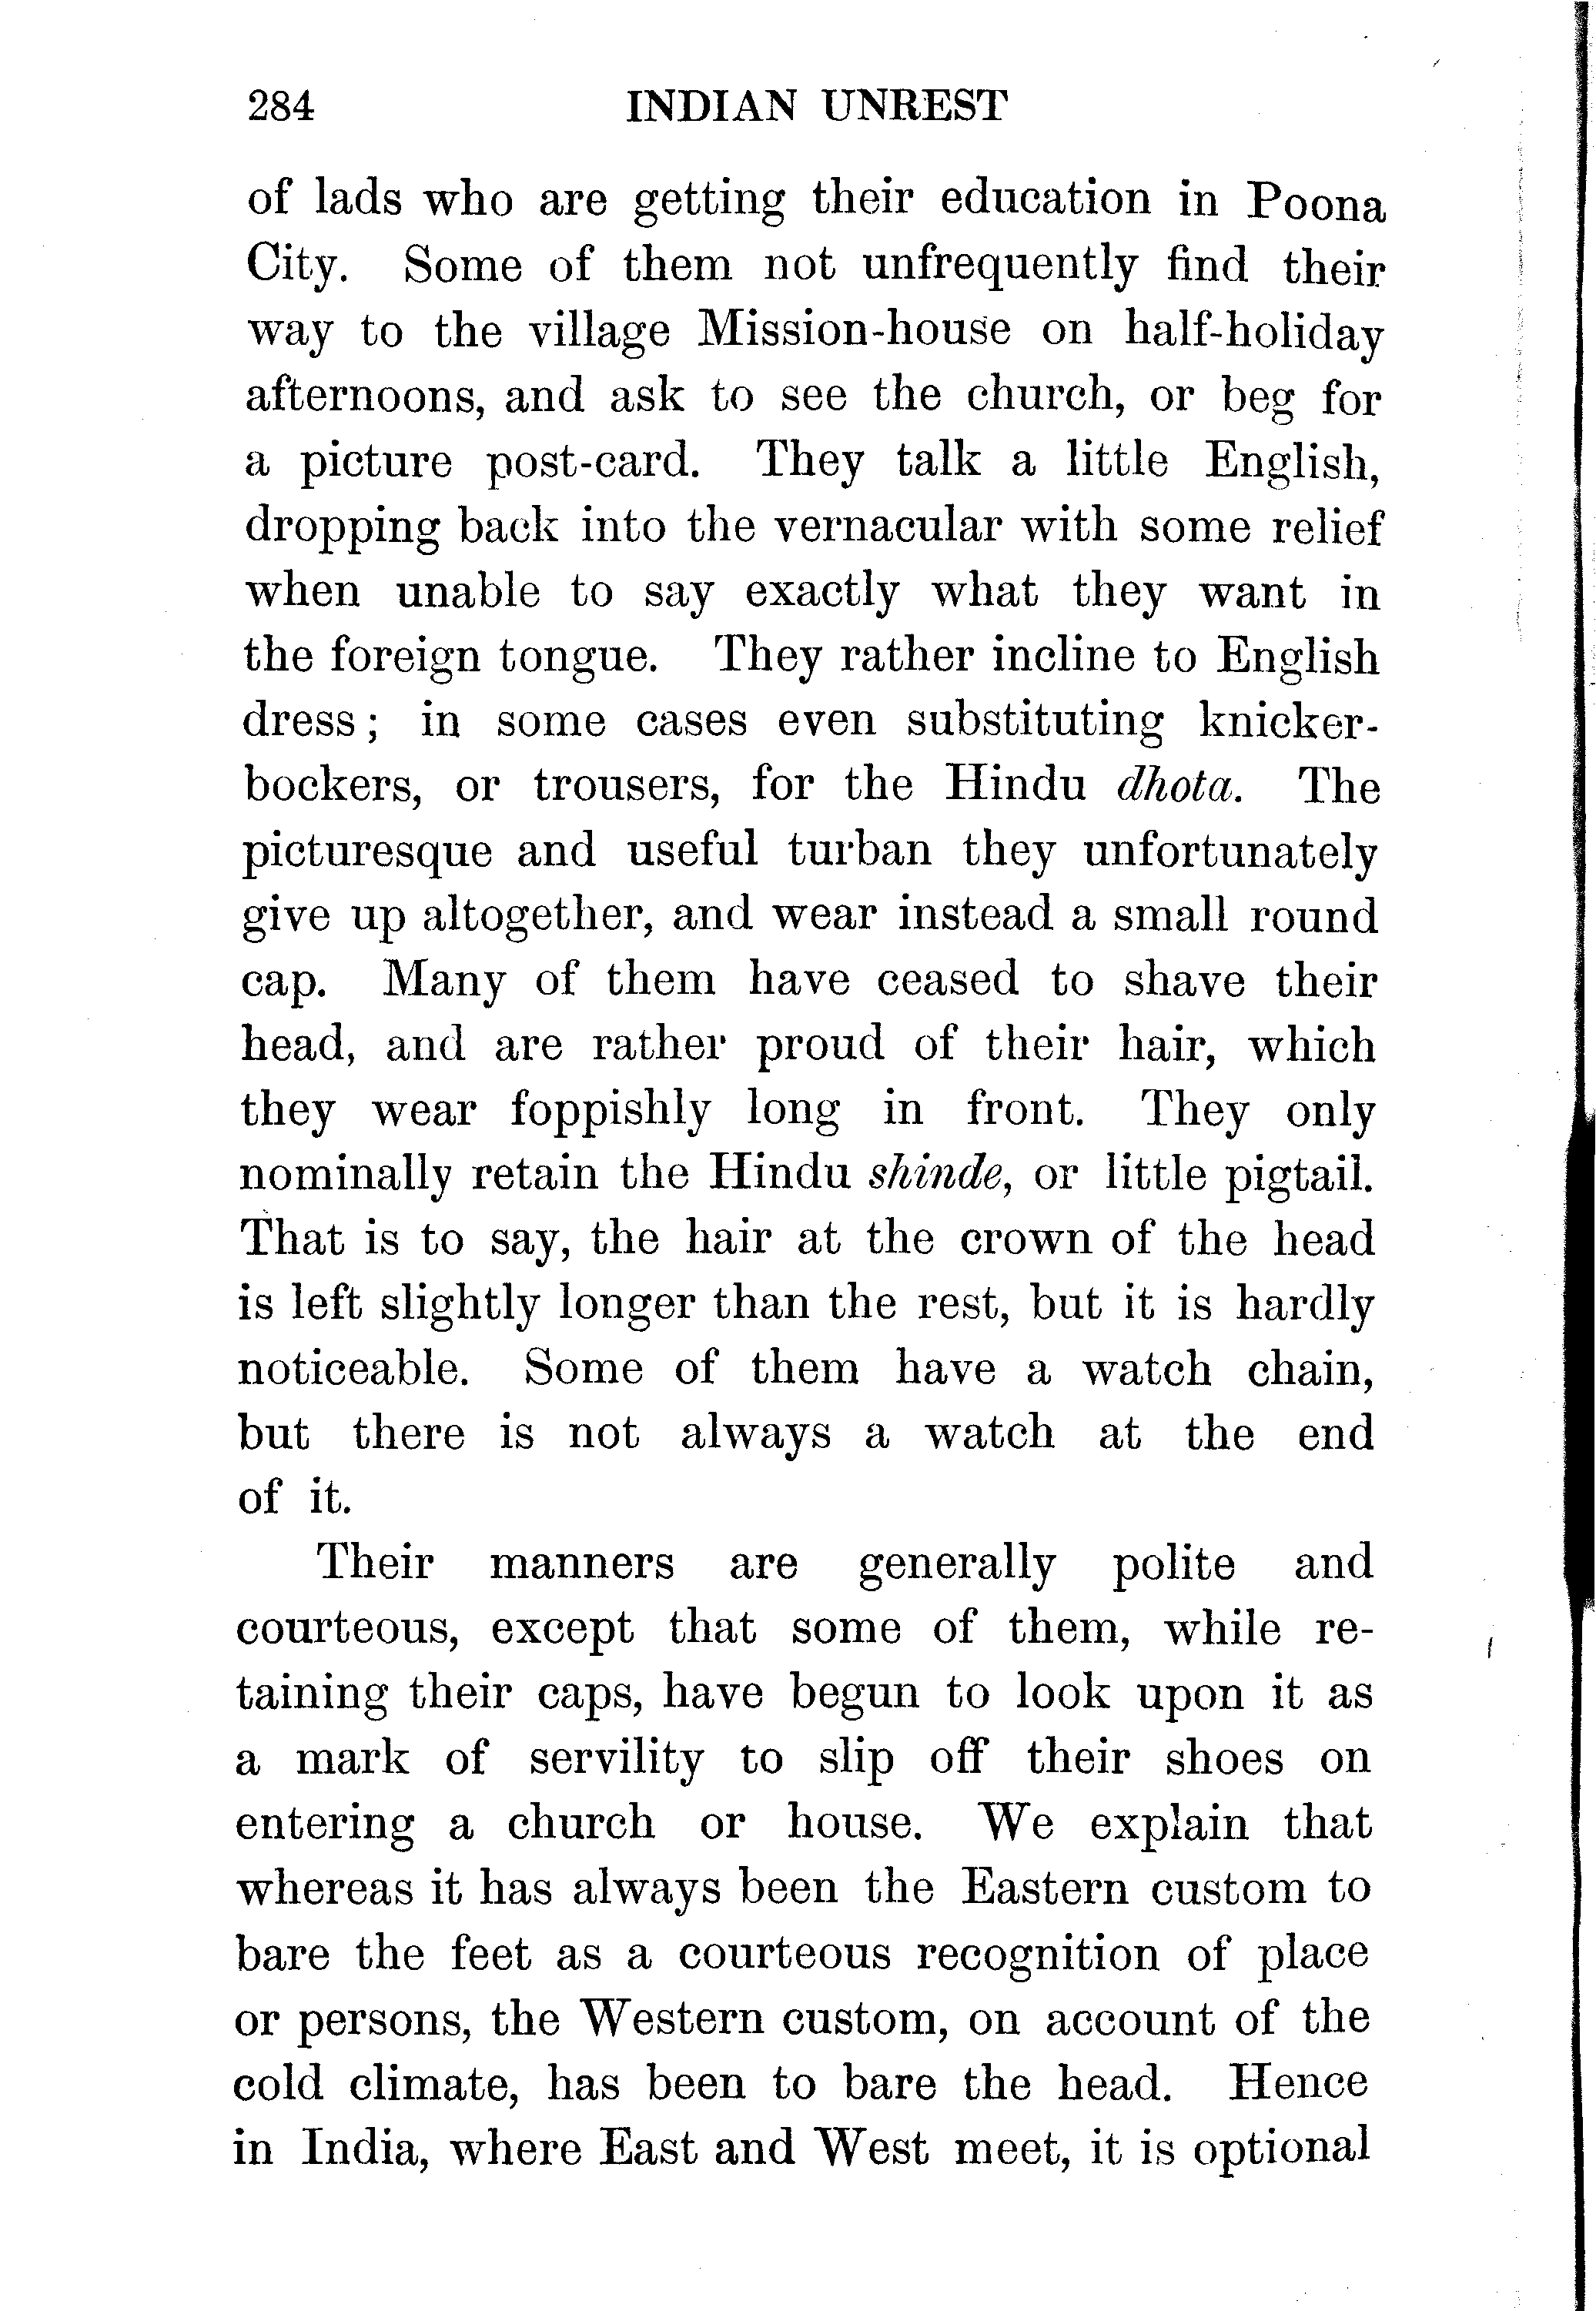 284 INDIAN UNREST
of lads who are getting their education in Poona
City. Some of them not unfrequently find their
way to the village Mission-house on half-holiday
afternoons, and ask to see the church, or beg for
a picture post-card. They talk a little English,
dropping back into the vernacular with some relief
when unable to say exactly what they want in
the foreign tongue. They rather incline to English
dress; in some cases even substituting knicker-
bockers, or trousers, for the Hindu dhota. The
picturesque and useful turban they unfortunately
give up altogether, and wear instead a small round
cap. Many of them have ceased to shave their
head, and are rather proud of their hair, which
they wear foppishly long in front. They only
nominally retain the Hindu shinde, or little pigtail.
That is to say, the hair at the crown of the head
is left slightly longer than the rest, but it is hardly
noticeable. Some of them have a watch chain,
but there is not always a watch at the end
of it.
Their manners are generally polite and
courteous, except that some of them, while re-
taining their caps, have begun to look upon it as
a mark of servility to slip off their shoes on
entering a church or house. We explain that
whereas it has always been the Eastern custom to
bare the feet as a courteous recognition of place
or persons, the Western custom, on account of the
cold climate, has been to bare the head. Hence
in India, where East and West meet, it is optional